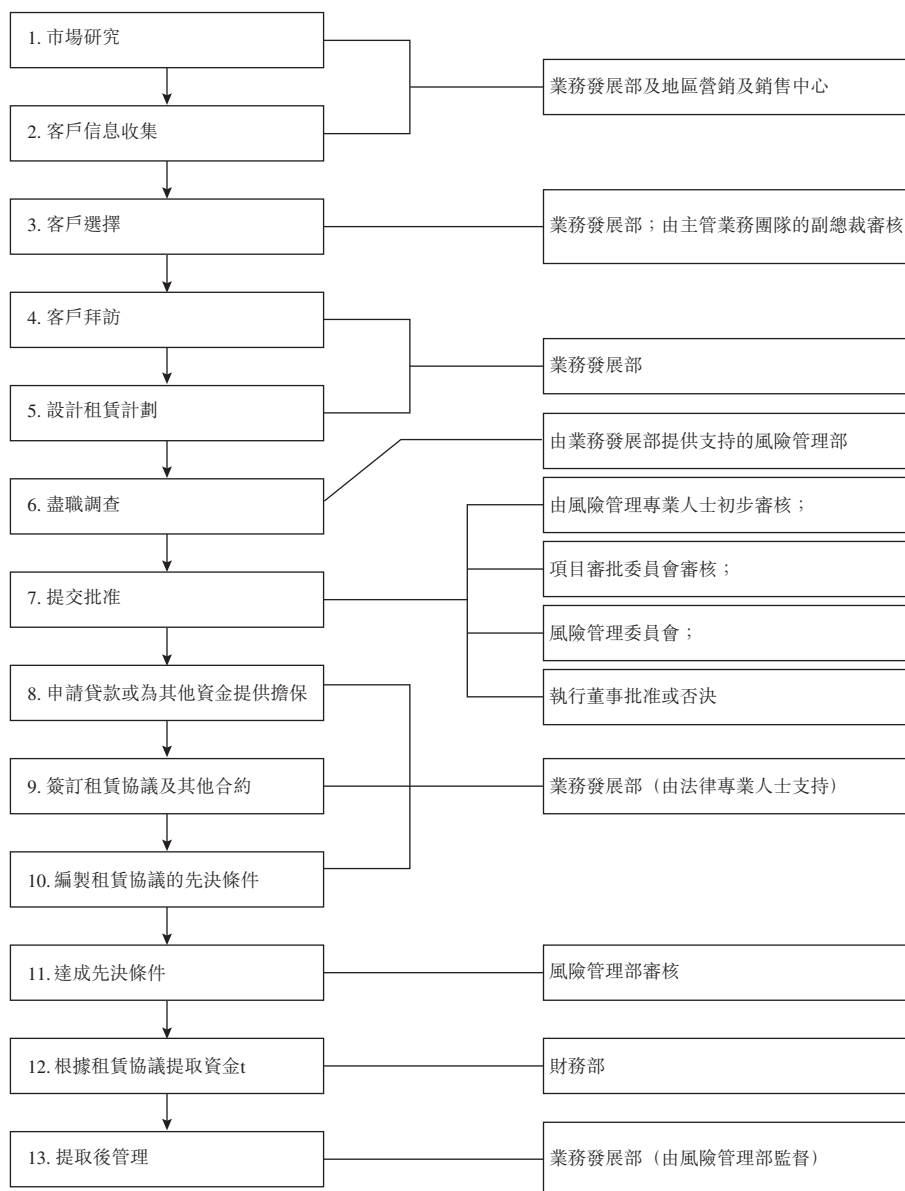 1. 市場研究
業務發展部及地區營銷及銷售中心
2. 客戶信息收集
3. 客戶選擇
業務發展部；由主管業務團隊的副總裁審核
4. 客戶拜訪
業務發展部
5. 設計租賃計劃
由業務發展部提供支持的風險管理部
6. 盡職調查
由風險管理專業人士初步審核；
項目審批委員會審核；
7. 提交批准
風險管理委員會；
8. 申請貸款或為其他資金提供擔保
執行董事批准或否決
9. 簽訂租賃協議及其他合約
業務發展部（由法律專業人士支持）
10. 編製租賃協議的先決條件
11. 達成先決條件
風險管理部審核
12. 根據租賃協議提取資金t
財務部
13. 提取後管理
業務發展部（由風險管理部監督）